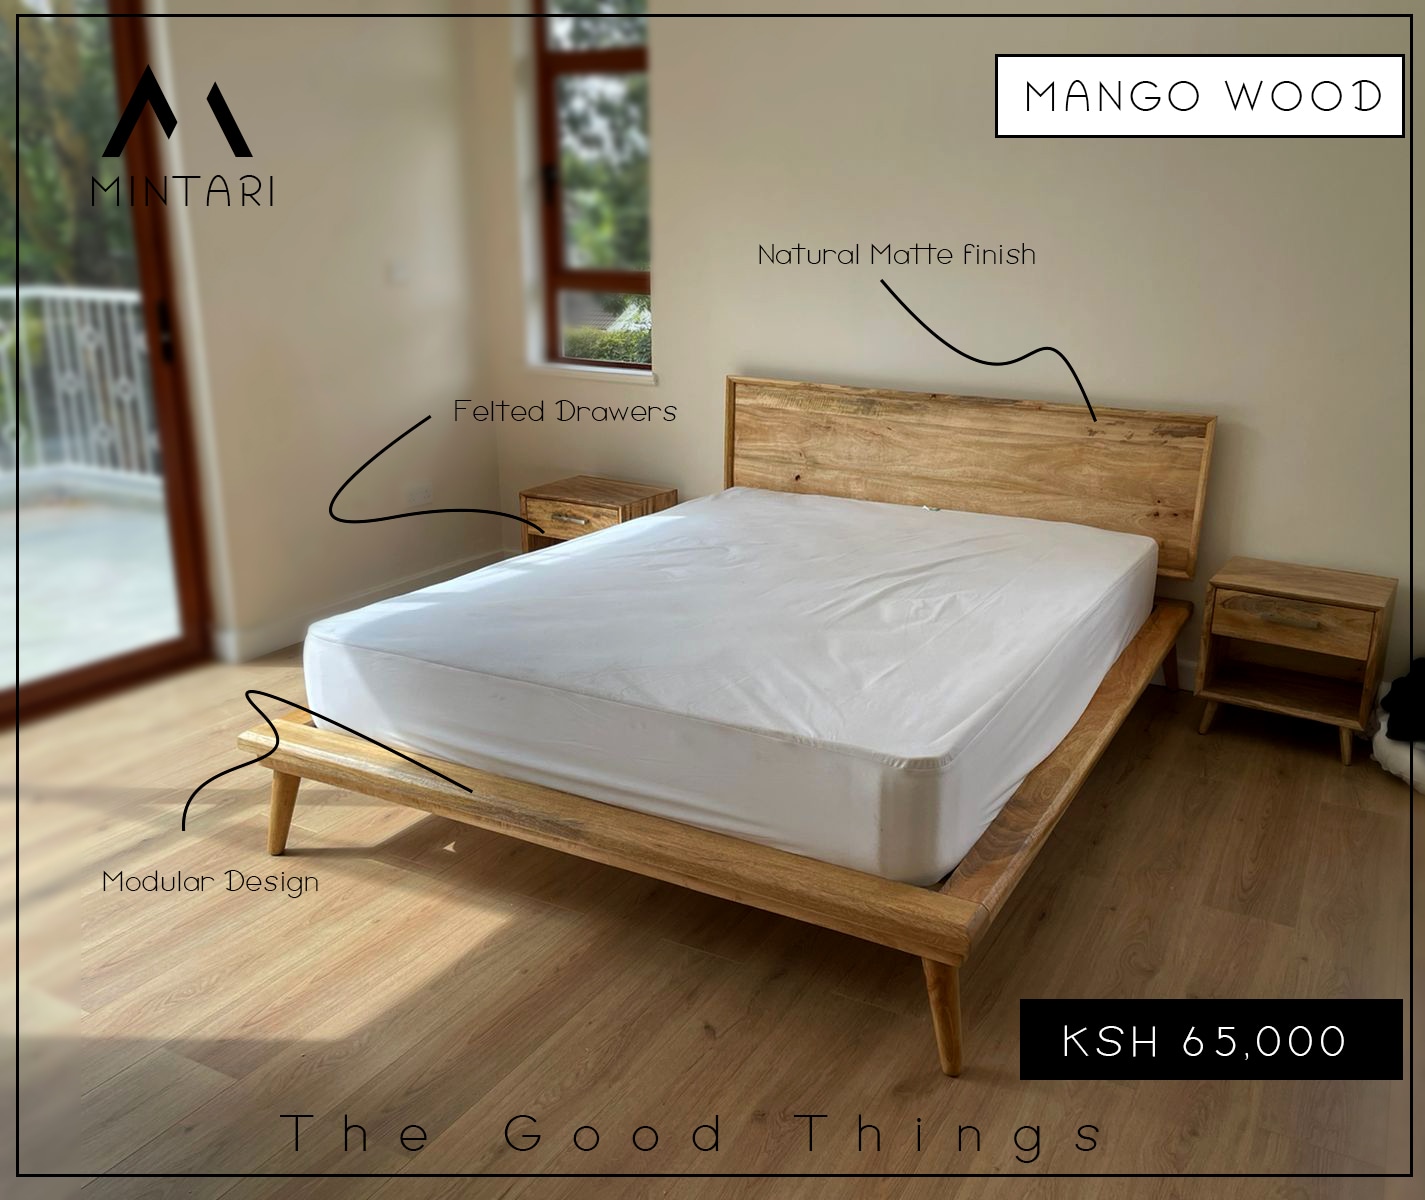 MINTARI
MANGO WOOD
Natural Matte finish
Felted Drawers
Modular Design
KSH 65,000
The Good Things